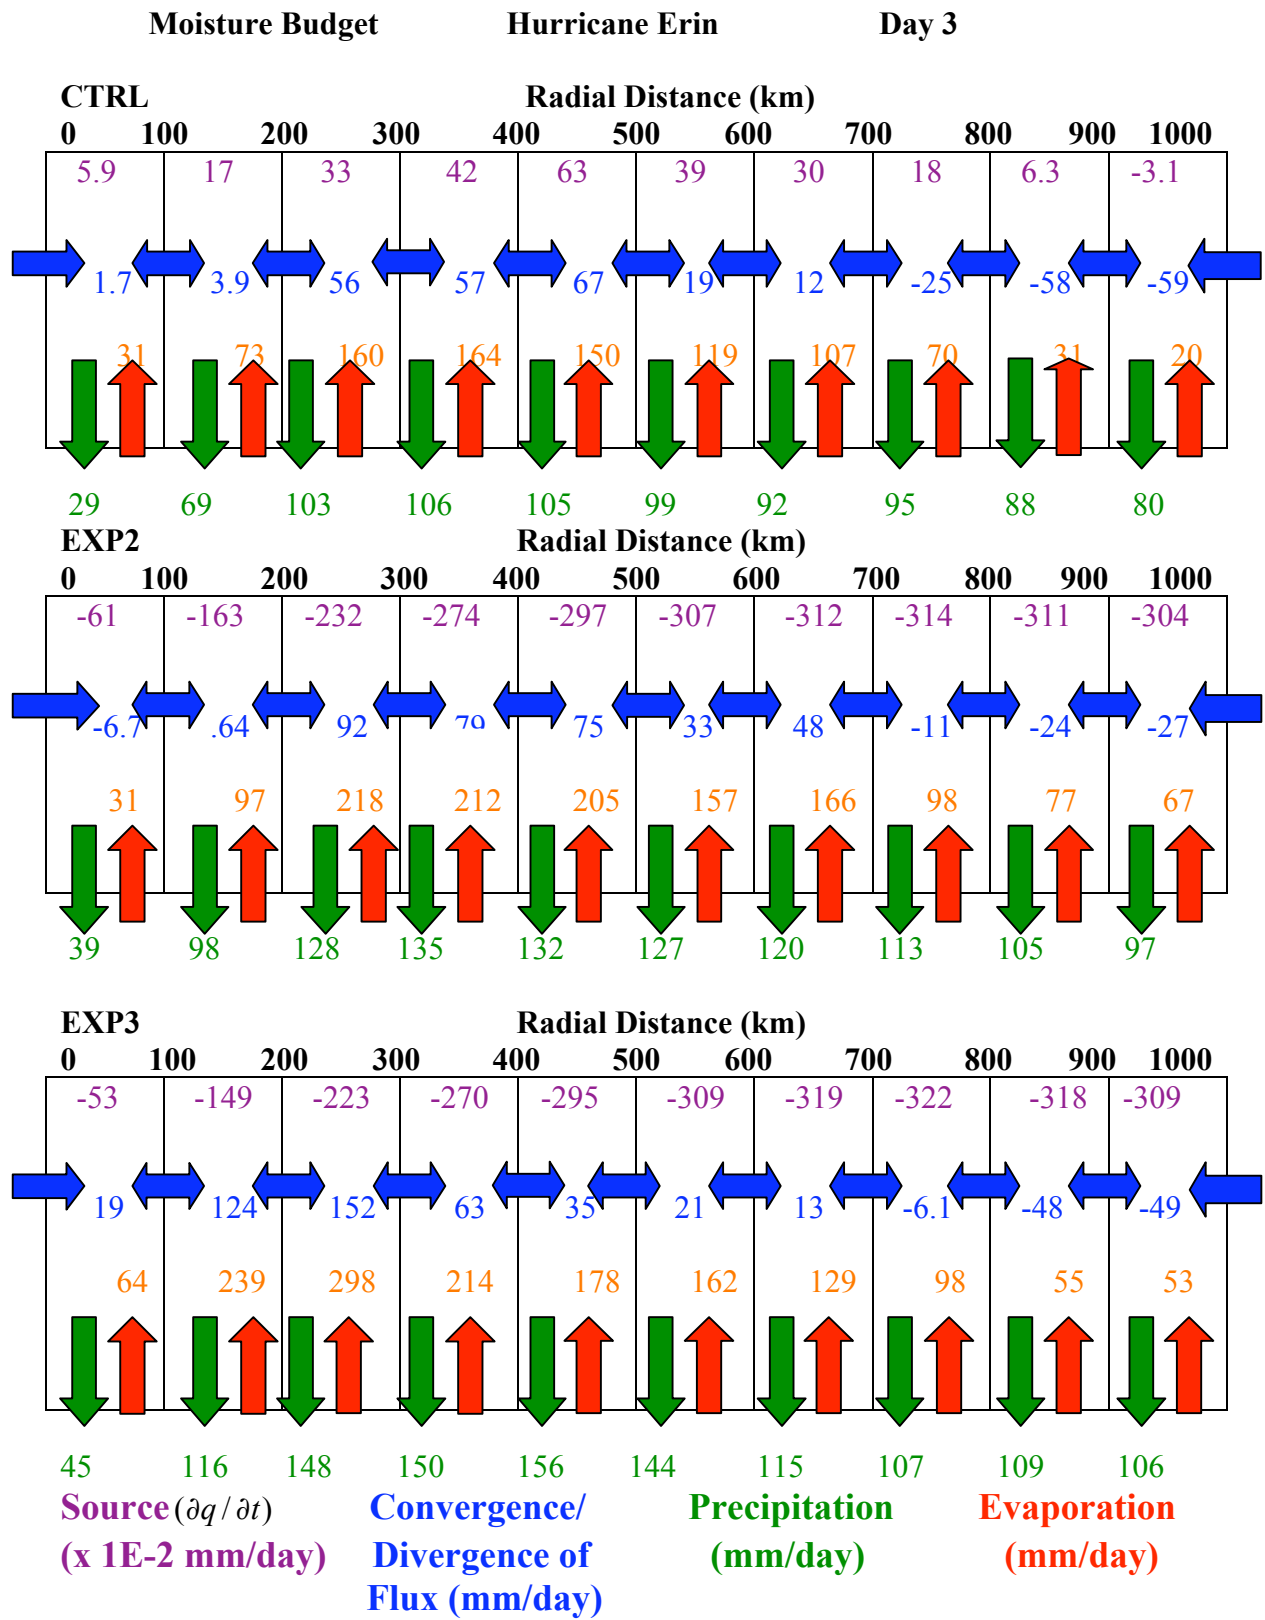 Moisture Budget Hurricane Erin Day 3
CTRL Radial Distance (km)
0 100 200 300 400 500 600 700 800 900 1000
5.9 17 33 42 63 39 30 18 6.3 -3.1
1.7 3.9 56 57 67 19 12 -25 -58 -59
31 73 160 164 150 119 107 70 31 20
29 69 103 106 105 99 92 95 88 80
EXP2 Radial Distance (km)
0 100 200 300 400 500 600 700 800 900 1000
-61 -163 -232 -274 -297 -307 -312 -314 -311 -304
-6.7 .64 92 79 75 33 48 -11 -24 -27
31 97 218 212 205 157 166 98 77 67
39 98 128 135 132 127 120 113 105 97
EXP3 Radial Distance (km)
0 100 200 300 400 500 600 700 800 900 1000
-53 -149 -223 -270 -295 -309 -319 -322 -318 -309
19 124 152 63 35 21 13 -6.1 -48 -49
64 239 298 214 178 162 129 98 55 53
45 116 148 150 156 144 115 107 109 106
Source (∂q / ∂t) Convergence/ Precipitation Evaporation
(x 1E-2 mm/day) Divergence of (mm/day) (mm/day)
Flux (mm/day)